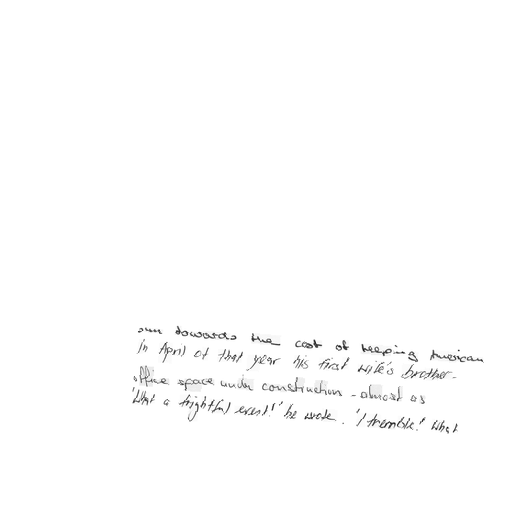 sum towards the cost of keeping American
In April of that year his first wife's brother-
office space under construction - almost as
'What a frightful event!' he wrote. 'I tremble! What